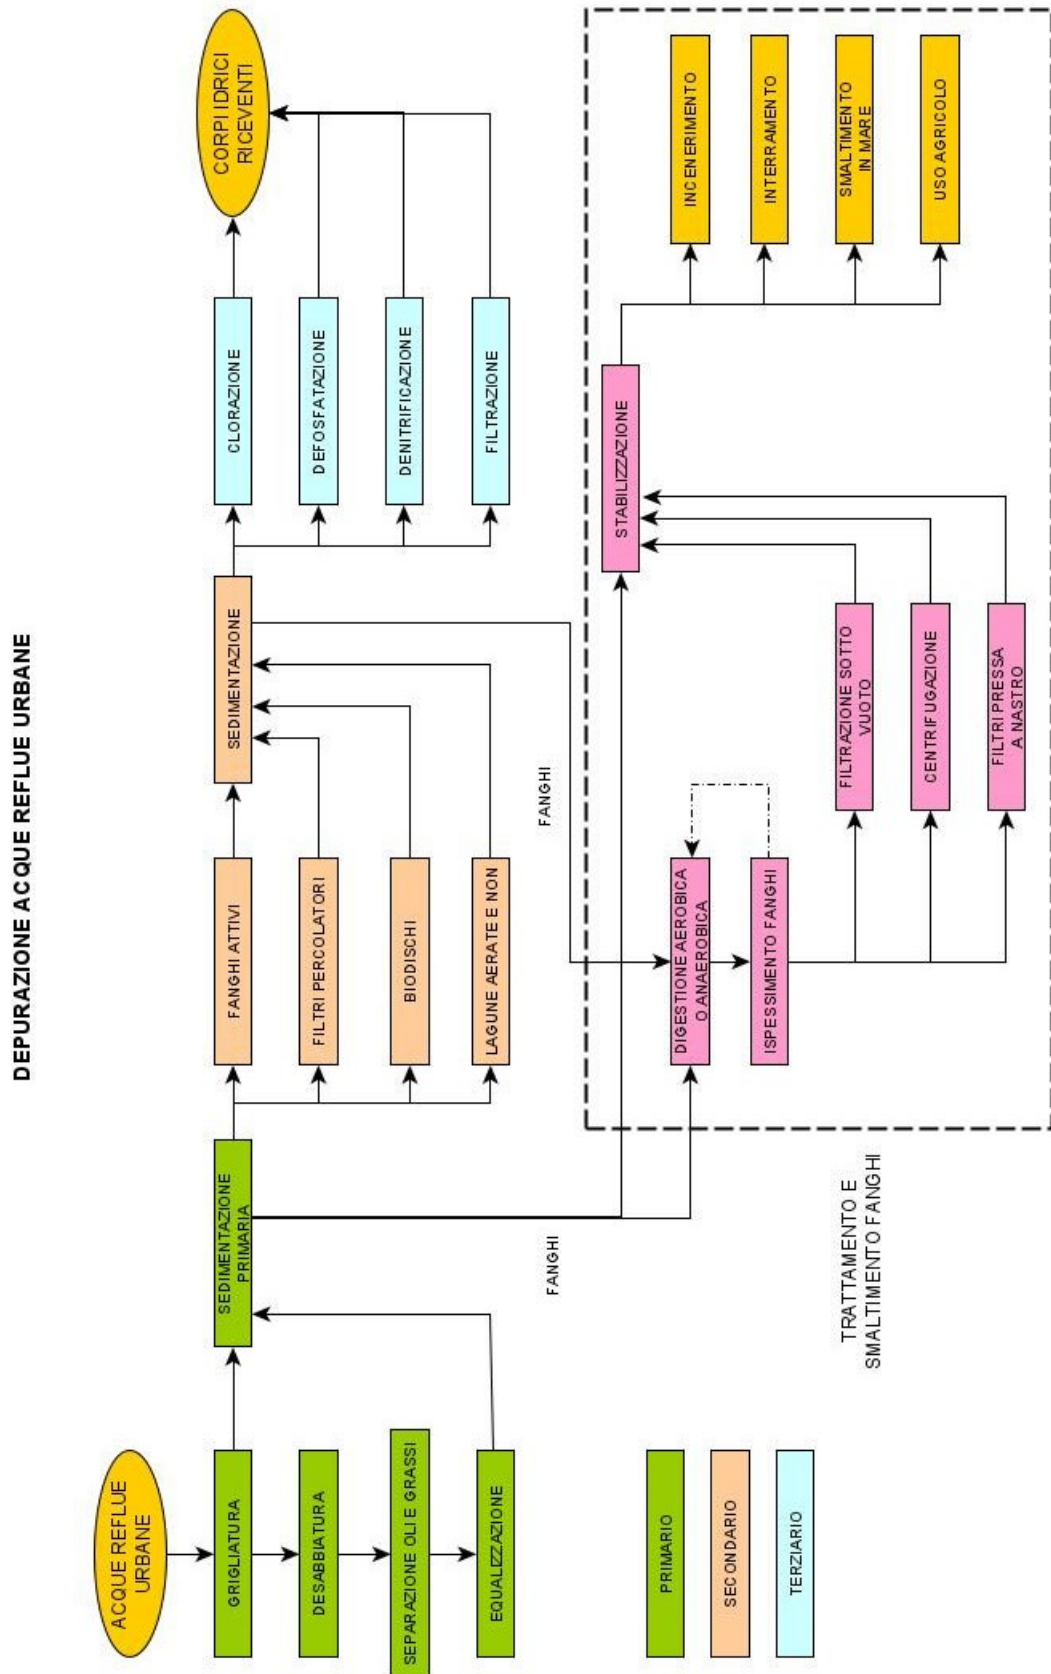 DEPURAZIONE ACQUE REFLUE URBANE
ACQUE REFLUE
URBANE
GRIGLIATURA
DESABBIATURA
SEPARAZIONE OLI E GRASSI
EQUALIZZAZIONE
SEDIMENTAZIONE
PRIMARIA
FANGHI ATTIVI
FILTRI PERCOLATORI
BIODISCHI
LAGUNE AERATE E NON
SEDIMENTAZIONE
CLORAZIONE
DEFOSFATAZIONE
DENITRIFICAZIONE
FILTRAZIONE
CORPI IDRICI
RICEVENTI
FANGHI
FANGHI
PRIMARIO
SECONDARIO
TERZIARIO
TRATTAMENTO E
SMALTIMENTO FANGHI
DIGESTIONE AEROBICA
O ANAEROBICA
ISPESSIMENTO FANGHI
FILTRAZIONE SOTTO
VUOTO
CENTRIFUGAZIONE
FILTRI PRESSA
A NASTRO
STABILIZZAZIONE
INCENERIMENTO
INTERRAMENTO
SMALTIMENTO
IN MARE
USO AGRICOLO